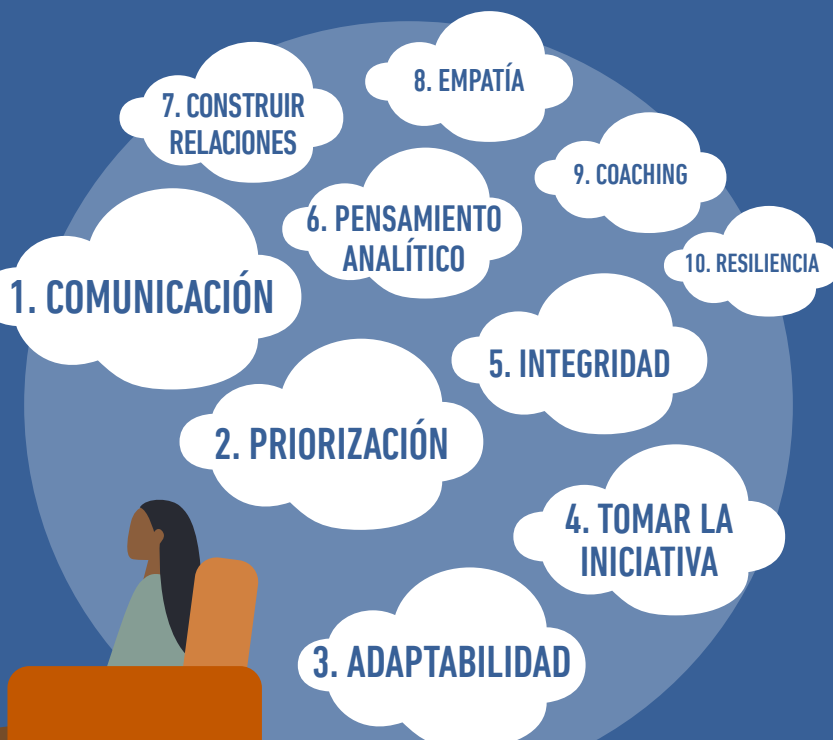 1. COMUNICACIÓN
2. PRIORIZACIÓN
3. ADAPTABILIDAD
4. TOMAR LA
INICIATIVA
5. INTEGRIDAD
6. PENSAMIENTO
ANALÍTICO
7. CONSTRUIR
RELACIONES
8. EMPATÍA
9. COACHING
10. RESILIENCIA